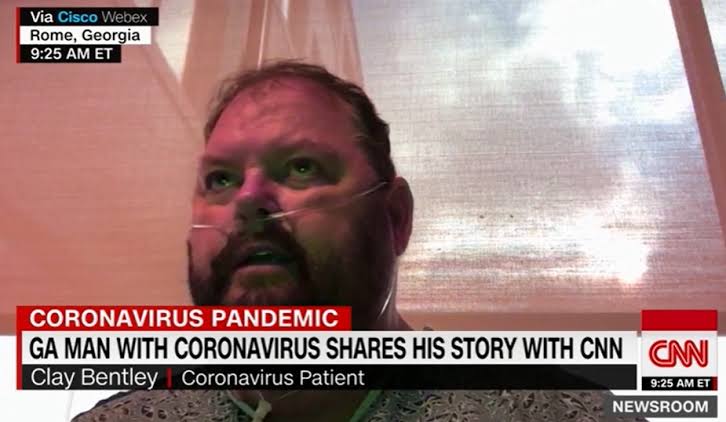 Via Cisco Webex
Rome, Georgia
9:25 AM ET
CORONAVIRUS PANDEMIC
GA MAN WITH CORONAVIRUS SHARES HIS STORY WITH CNN
Clay Bentley | Coronavirus Patient
CNN
9:25 AM ET
NEWSROOM